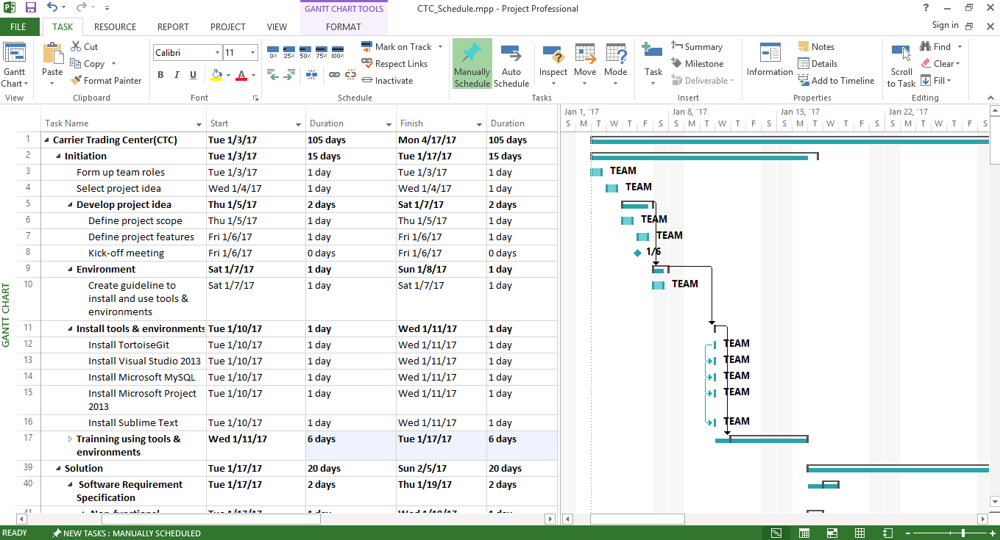 GANTT CHART TOOLS
CTC_Schedule.mpp - Project Professional
?
FILE TASK RESOURCE REPORT PROJECT VIEW FORMAT
Sign in
Gantt Chart
View
Paste
Cut
Copy
Format Painter
Clipboard
Calibri 11
B I U A
Font
0% 25% 50% 75% 100%
Mark on Track
Respect Links
Inactivate
Schedule
Manually Schedule
Auto Schedule
Inspect
Move
Mode
Tasks
Task
Summary
Milestone
Deliverable
Insert
Information
Notes
Details
Add to Timeline
Properties
Scroll to Task
Find
Clear
Fill
Editing
Jan 1, '17 Jan 8, '17 Jan 15, '17 Jan 22, '17
Task Name Start Duration Finish Duration
S M T W T F S S M T W T F S S M T W T F S S M T W T F S
1 Carrier Trading Center(CTC) Tue 1/3/17 105 days Mon 4/17/17 105 days
2 Initiation Tue 1/3/17 15 days Tue 1/17/17 15 days
3 Form up team roles Tue 1/3/17 1 day Tue 1/3/17 1 day TEAM
4 Select project idea Wed 1/4/17 1 day Wed 1/4/17 1 day TEAM
5 Develop project idea Thu 1/5/17 2 days Sat 1/7/17 2 days
6 Define project scope Thu 1/5/17 1 day Thu 1/5/17 1 day TEAM
7 Define project features Fri 1/6/17 1 day Fri 1/6/17 1 day TEAM
8 Kick-off meeting Fri 1/6/17 0 days Fri 1/6/17 0 days 1/6
9 Environment Sat 1/7/17 1 day Sun 1/8/17 1 day
10 Create guideline to Sat 1/7/17 1 day Sat 1/7/17 1 day TEAM
install and use tools &
environments
11 Install tools & environments Tue 1/10/17 1 day Wed 1/11/17 1 day
12 Install TortoiseGit Tue 1/10/17 1 day Wed 1/11/17 1 day TEAM
13 Install Visual Studio 2013 Tue 1/10/17 1 day Wed 1/11/17 1 day TEAM
14 Install Microsoft MySQL Tue 1/10/17 1 day Wed 1/11/17 1 day TEAM
15 Install Microsoft Project Tue 1/10/17 1 day Wed 1/11/17 1 day TEAM
2013
16 Install Sublime Text Tue 1/10/17 1 day Wed 1/11/17 1 day TEAM
17 Trainning using tools & Wed 1/11/17 6 days Tue 1/17/17 6 days
environments
39 Solution Tue 1/17/17 20 days Sun 2/5/17 20 days
40 Software Requirement Tue 1/17/17 2 days Thu 1/19/17 2 days
Specification
41 Non-functional Tue 1/17/17 1 day Wed 1/18/17 1 day
GANTT CHART
READY NEW TASKS : MANUALLY SCHEDULED